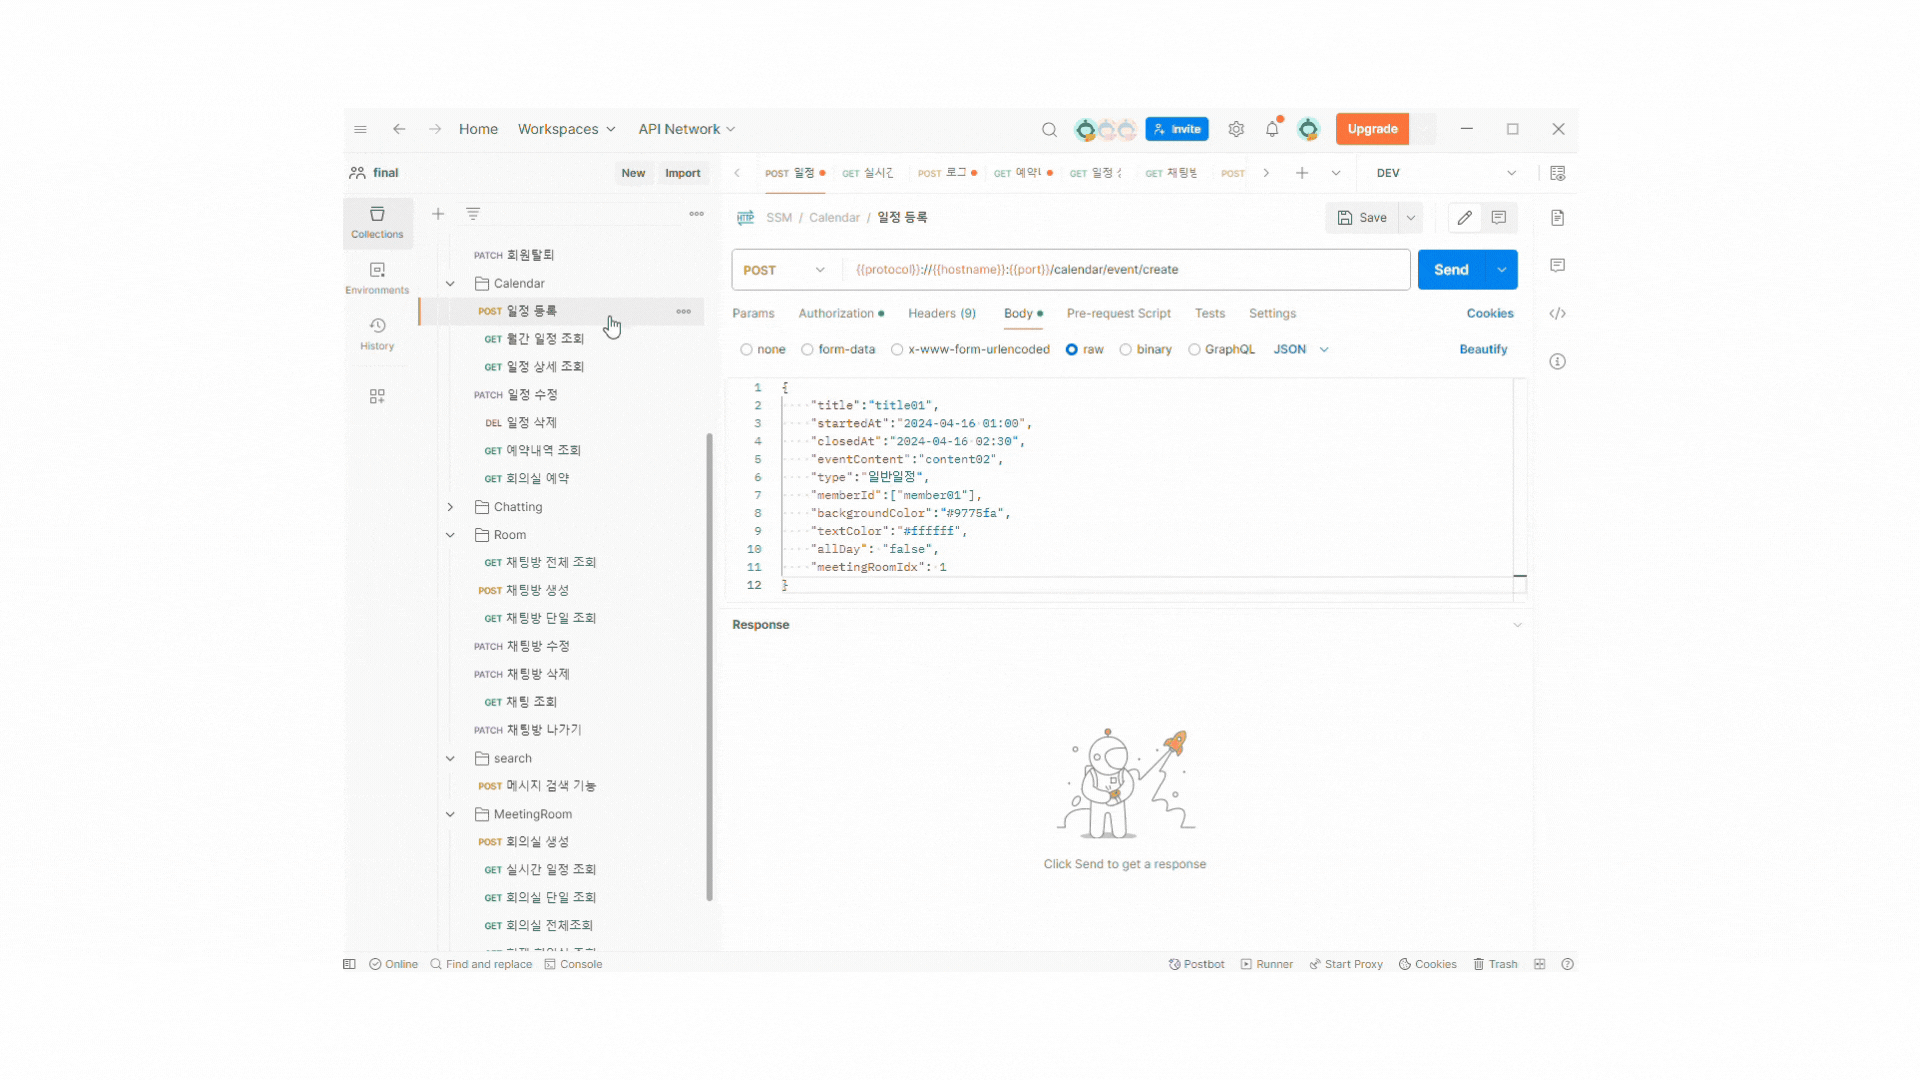 Home Workspaces API Network Invite Upgrade
final New Import
POST 일정 GET 실시간 POST 로그 GET 예약 GET 일정 GET 채팅방 POST DEV
Collections
Environments
History
SSM / Calendar / 일정 등록 Save
POST {{protocol}}://{{hostname}}:{{port}}/calendar/event/create Send
Params Authorization Headers (9) Body Pre-request Script Tests Settings Cookies
none form-data x-www-form-urlencoded raw binary GraphQL JSON Beautify
PATCH 회원탈퇴
Calendar
POST 일정 등록
GET 월간 일정 조회
GET 일정 상세 조회
PATCH 일정 수정
DEL 일정 삭제
GET 예약내역 조회
GET 회의실 예약
Chatting
Room
GET 채팅방 전체 조회
POST 채팅방 생성
GET 채팅방 단일 조회
PATCH 채팅방 수정
PATCH 채팅방 삭제
GET 채팅 조회
PATCH 채팅방 나가기
search
POST 메시지 검색 기능
MeetingRoom
POST 회의실 생성
GET 실시간 일정 조회
GET 회의실 단일 조회
GET 회의실 전체조회
1 {
2 "title":"title01",
3 "startedAt":"2024-04-16 01:00",
4 "closedAt":"2024-04-16 02:30",
5 "eventContent":"content02",
6 "type":"일반일정",
7 "memberId":["member01"],
8 "backgroundColor":"#9775fa",
9 "textColor":"#ffffff",
10 "allDay": "false",
11 "meetingRoomIdx": 1
12 }
Response
Click Send to get a response
Online Find and replace Console Postbot Runner Start Proxy Cookies Trash